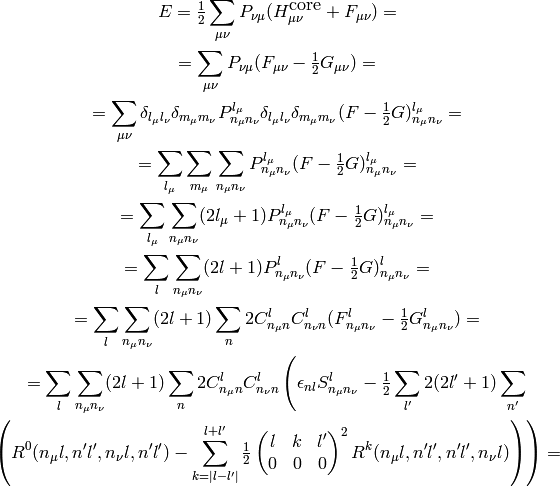 E = ½ ∑_{μν} P_{νμ}(H^{core}_{μν} + F_{μν}) =
= ∑_{μν} P_{νμ}(F_{μν} − ½G_{μν}) =
= ∑_{μν} δ_{l_μ l_ν} δ_{m_μ m_ν} P^{l_μ}_{n_μ n_ν} δ_{l_μ l_ν} δ_{m_μ m_ν} (F − ½G)^{l_μ}_{n_μ n_ν} =
= ∑_{l_μ} ∑_{m_μ} ∑_{n_μ n_ν} P^{l_μ}_{n_μ n_ν} (F − ½G)^{l_μ}_{n_μ n_ν} =
= ∑_{l_μ} ∑_{n_μ n_ν} (2l_μ + 1) P^{l_μ}_{n_μ n_ν} (F − ½G)^{l_μ}_{n_μ n_ν} =
= ∑_l ∑_{n_μ n_ν} (2l + 1) P^l_{n_μ n_ν} (F − ½G)^l_{n_μ n_ν} =
= ∑_l ∑_{n_μ n_ν} (2l + 1) ∑_n 2C^l_{n_μ n} C^l_{n_ν n} (F^l_{n_μ n_ν} − ½G^l_{n_μ n_ν}) =
= ∑_l ∑_{n_μ n_ν} (2l + 1) ∑_n 2C^l_{n_μ n} C^l_{n_ν n} ( ϵ_{nl} S^l_{n_μ n_ν} − ½ ∑_{l'} 2(2l' + 1) ∑_{n'}
( R^0(n_μ l, n'l', n_ν l, n'l') − ∑_{k=|l−l'|}^{l+l'} ½ ( l k l' ; 0 0 0 )^2 R^k(n_μ l, n'l', n'l', n_ν l) ) ) =